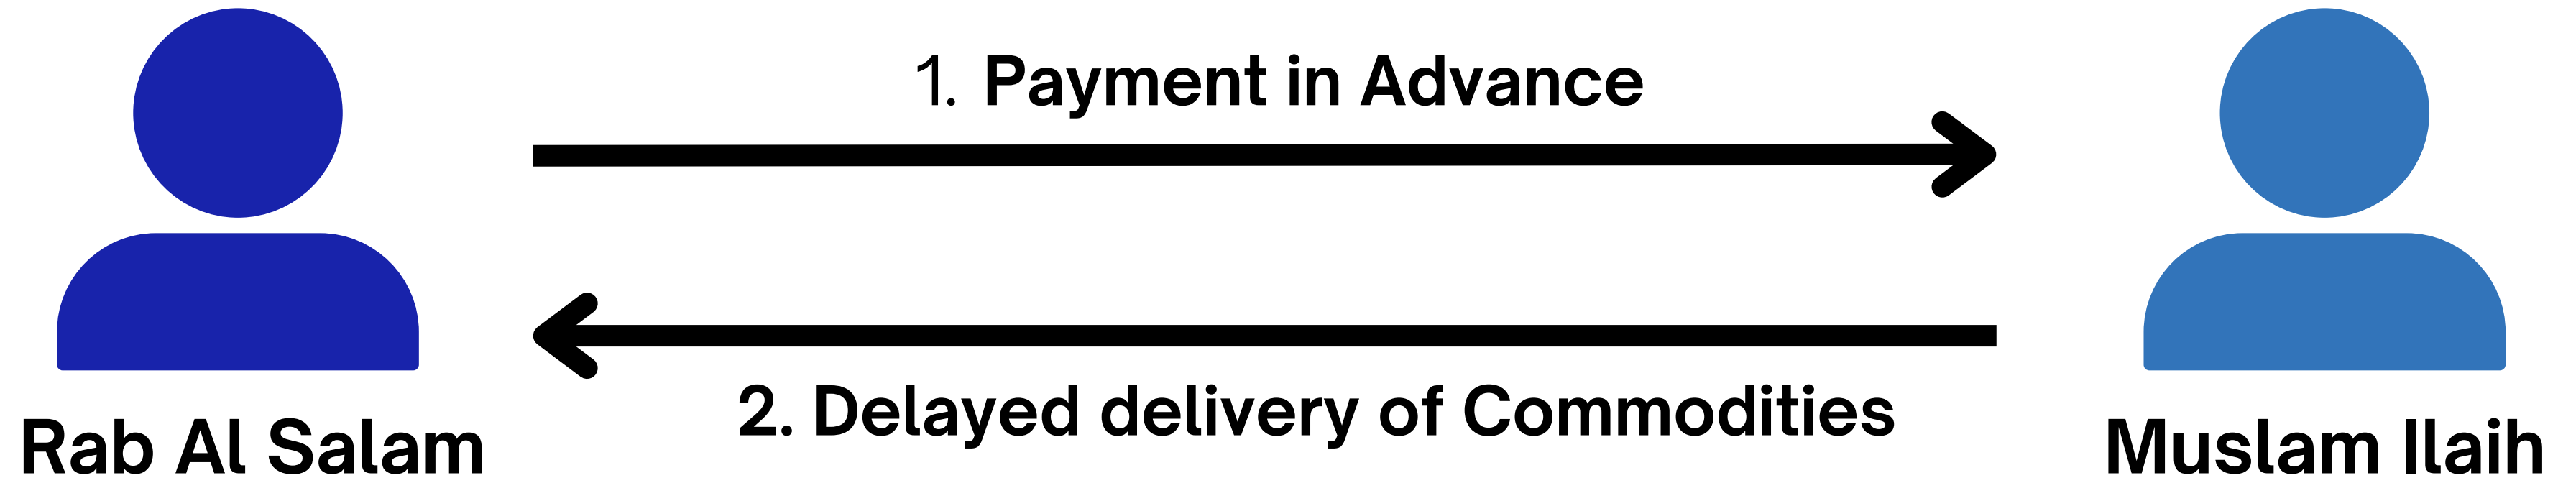 1. Payment in Advance
2. Delayed delivery of Commodities
Rab Al Salam
Muslam Ilaih